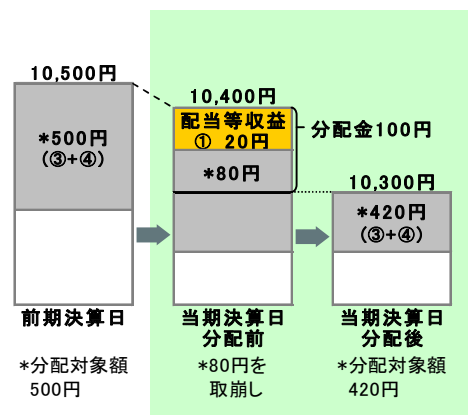 10,500円
*500円
(③+④)
前期決算日
*分配対象額
500円
10,400円
配当等収益
① 20円
*80円
分配金100円
当期決算日
分配前
*80円を
取崩し
10,300円
*420円
(③+④)
当期決算日
分配後
*分配対象額
420円